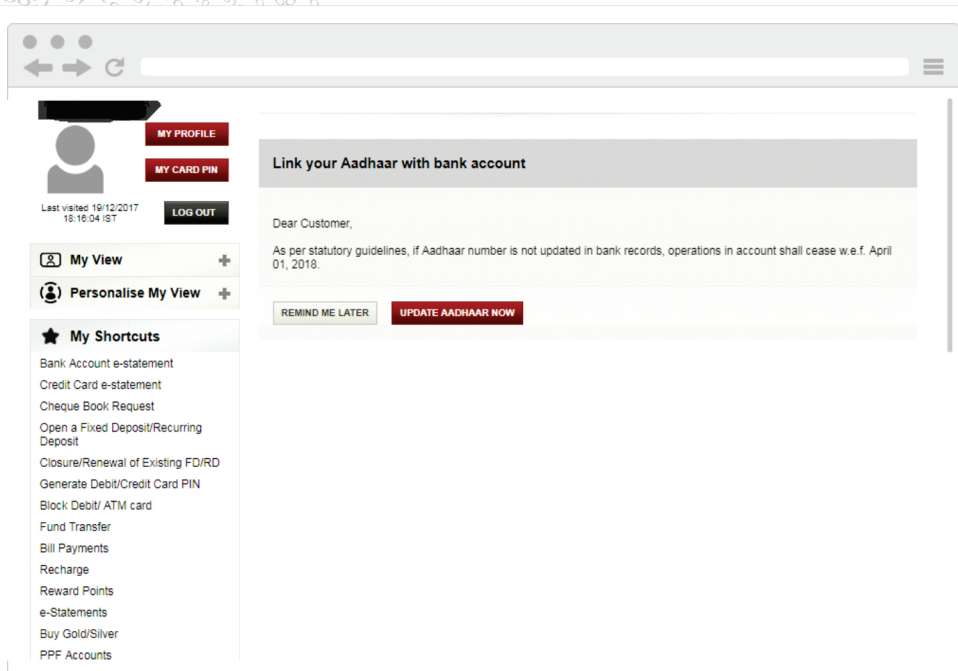 MY PROFILE
MY CARD PIN
Last visited 19/12/2017
18:16:04 IST
LOG OUT
My View
Personalise My View
My Shortcuts
Bank Account e-statement
Credit Card e-statement
Cheque Book Request
Open a Fixed Deposit/Recurring
Deposit
Closure/Renewal of Existing FD/RD
Generate Debit/Credit Card PIN
Block Debit/ ATM card
Fund Transfer
Bill Payments
Recharge
Reward Points
e-Statements
Buy Gold/Silver
PPF Accounts
Link your Aadhaar with bank account
Dear Customer,
As per statutory guidelines, if Aadhaar number is not updated in bank records, operations in account shall cease w.e.f. April
01, 2018.
REMIND ME LATER
UPDATE AADHAAR NOW